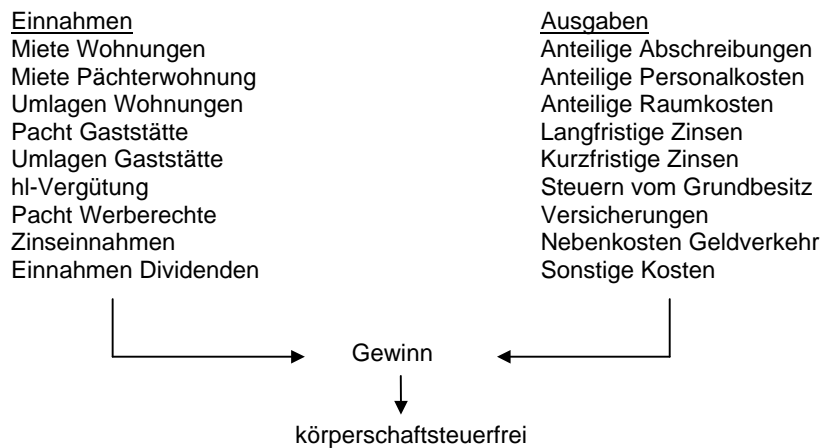 Einnahmen
Miete Wohnungen
Miete Pächterwohnung
Umlagen Wohnungen
Pacht Gaststätte
Umlagen Gaststätte
hl-Vergütung
Pacht Werberechte
Zinseinnahmen
Einnahmen Dividenden
Ausgaben
Anteilige Abschreibungen
Anteilige Personalkosten
Anteilige Raumkosten
Langfristige Zinsen
Kurzfristige Zinsen
Steuern vom Grundbesitz
Versicherungen
Nebenkosten Geldverkehr
Sonstige Kosten
Gewinn
körperschaftsteuerfrei